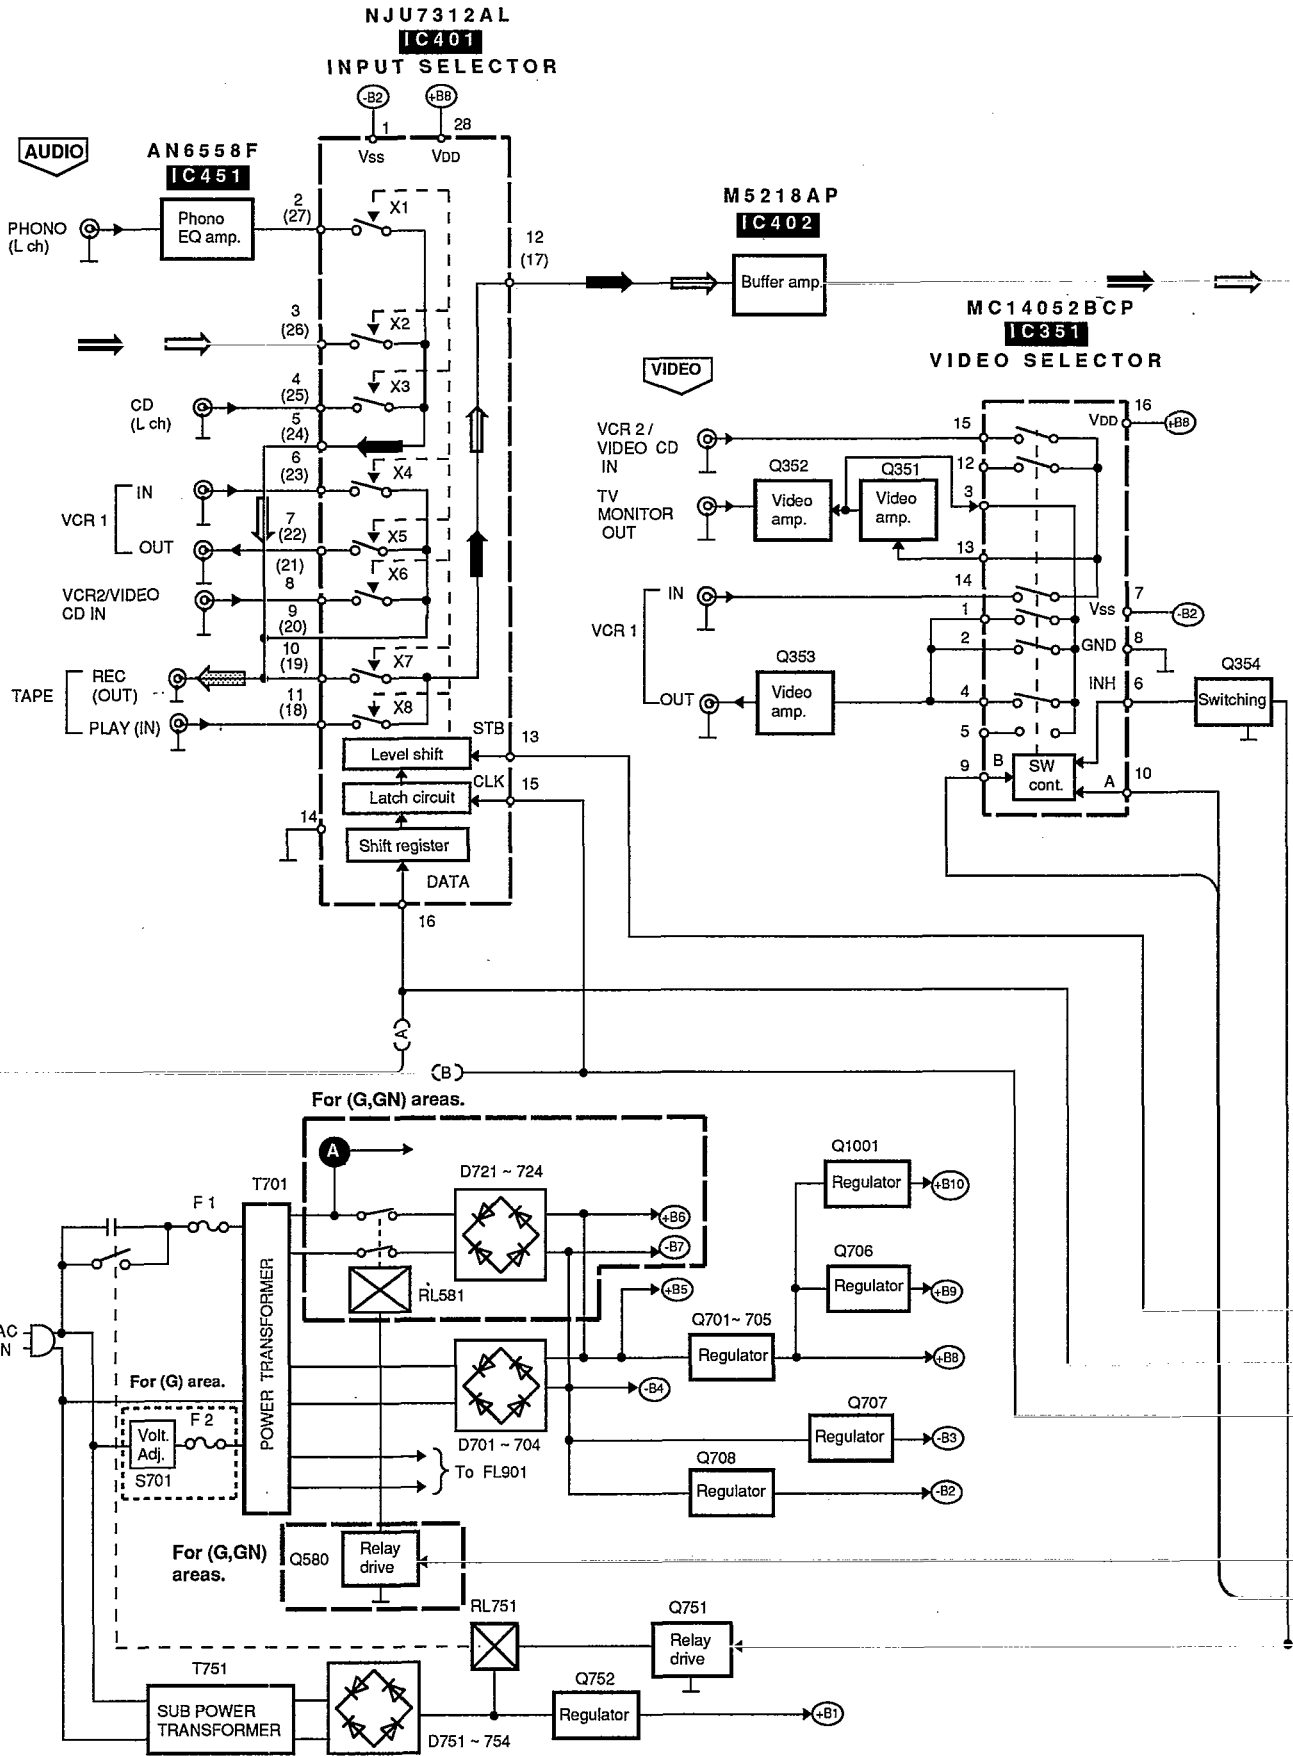 NJU7312AL
IC401
INPUT SELECTOR
-B2
+B8
1
28
Vss
VDD
AUDIO
AN6558F
IC451
PHONO
(L ch)
Phono
EQ amp.
2
(27)
X1
12
(17)
M5218AP
IC402
Buffer amp.
3
(26)
X2
4
(25)
X3
CD
(L ch)
5
(24)
6
(23)
X4
VCR 1
IN
OUT
7
(22)
X5
(21)
8
X6
VCR2/VIDEO
CD IN
9
(20)
10
(19)
X7
TAPE
REC
(OUT)
PLAY (IN)
11
(18)
X8
STB
13
Level shift
CLK
15
Latch circuit
14
Shift register
DATA
16
MC14052BCP
IC351
VIDEO SELECTOR
VIDEO
VCR 2 /
VIDEO CD
IN
15
VDD
16
+B8
12
Q352
Video
amp.
Q351
Video
amp.
3
TV
MONITOR
OUT
13
14
VCR 1
IN
OUT
1
Vss
7
-B2
2
GND
8
Q353
Video
amp.
4
INH
6
Q354
Switching
5
9
B
SW
cont.
A
10
A
B
For (G,GN) areas.
A
D721 ~ 724
+B6
-B7
RL581
+B5
T701
POWER TRANSFORMER
F 1
AC
N
For (G) area.
Volt.
Adj.
S701
F 2
D701 ~ 704
-B4
To FL901
Q1001
Regulator
+B10
Q706
Regulator
+B9
Q701~ 705
Regulator
+B8
Q707
Regulator
-B3
Q708
Regulator
-B2
For (G,GN)
areas.
Q580
Relay
drive
RL751
Q751
Relay
drive
T751
SUB POWER
TRANSFORMER
D751 ~ 754
Q752
Regulator
+B1